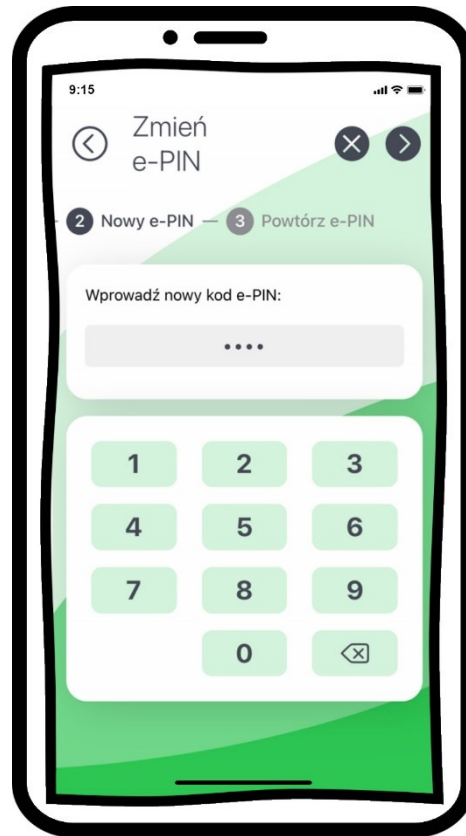 9:15
Zmień
e-PIN
2 Nowy e-PIN — 3 Powtórz e-PIN
Wprowadź nowy kod e-PIN:
••••
1 2 3
4 5 6
7 8 9
0